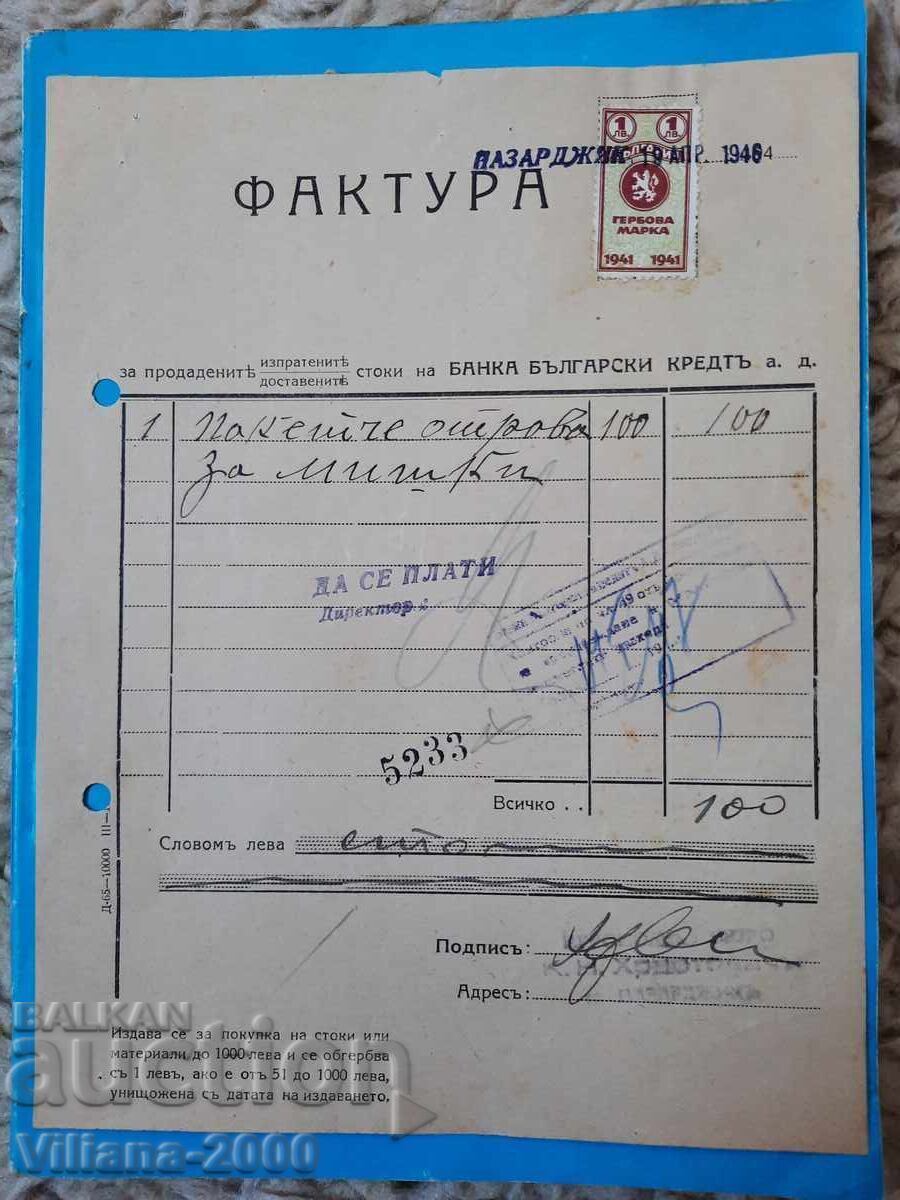 1 ЛВ. 1 ЛВ.
ПАЗАРДЖИК 19 АПР. 1946 4
ГЕРБОВА
МАРКА
1941 1941
ФАКТУРА
за продаденитѣ изпратенитѣ доставенитѣ стоки на БАНКА БЪЛГАРСКИ КРЕДТЪ а. д.
1 Пакетче отрова 100 100
за мишки
ДА СЕ ПЛАТИ
Директор:
5233
Всичко . . 100
Словомъ лева сто
Подписъ:
Адресъ:
Д-65—10000 III—
Издава се за покупка на стоки или
материали до 1000 лева и се обгербва
съ 1 левъ, ако е отъ 51 до 1000 лева,
унищожена съ датата на издаването.
BALKAN
auction
Viliana-2000